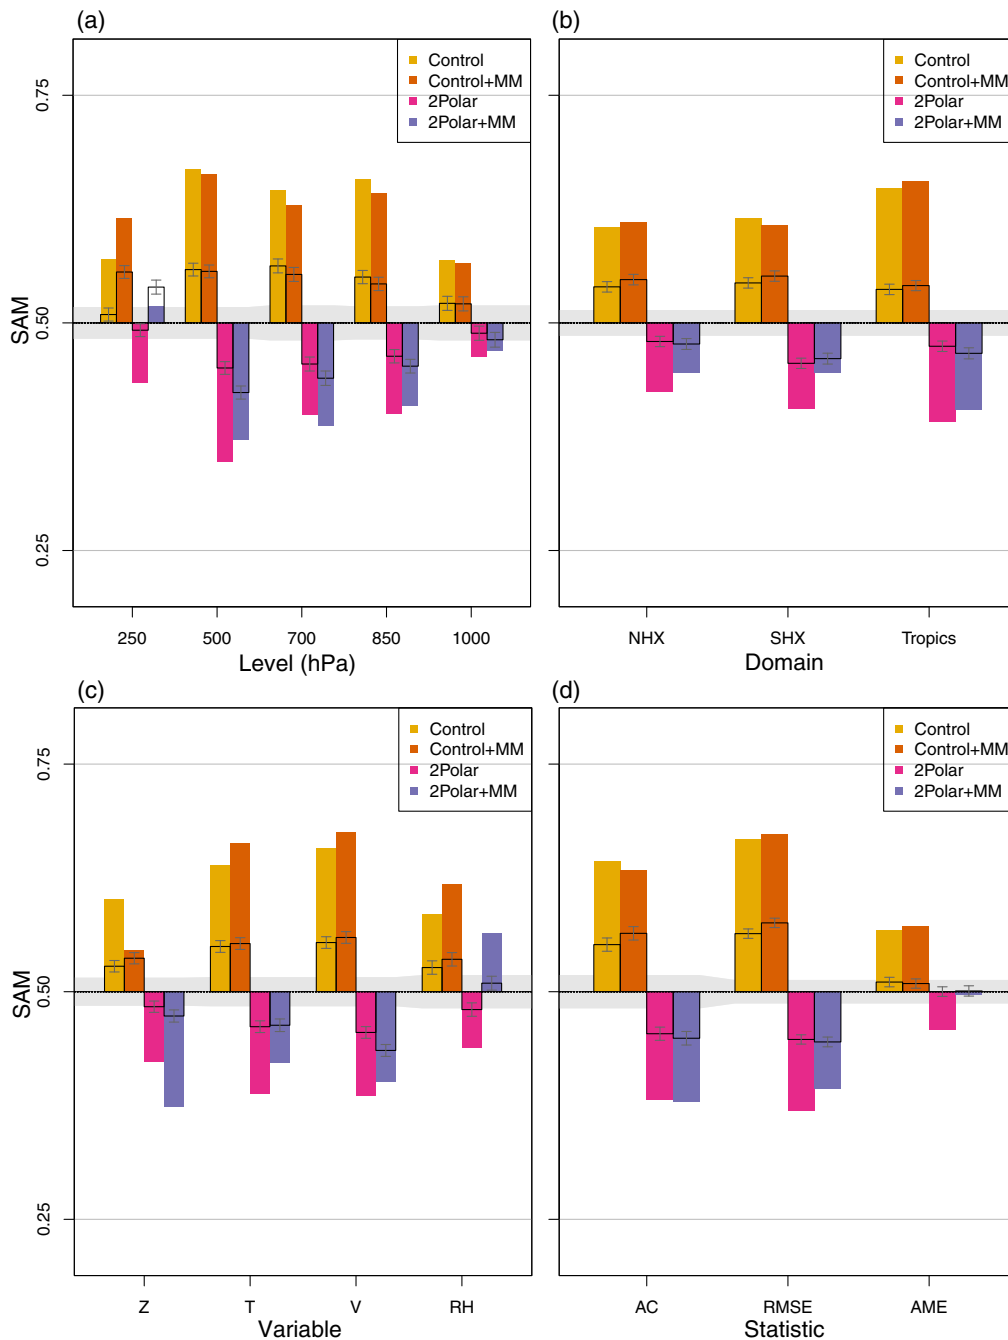 (a)
Control
Control+MM
2Polar
2Polar+MM
0.75
0.50
0.25
SAM
250 500 700 850 1000
Level (hPa)
(b)
Control
Control+MM
2Polar
2Polar+MM
NHX SHX Tropics
Domain
(c)
Control
Control+MM
2Polar
2Polar+MM
0.75
0.50
0.25
SAM
Z T V RH
Variable
(d)
Control
Control+MM
2Polar
2Polar+MM
AC RMSE AME
Statistic